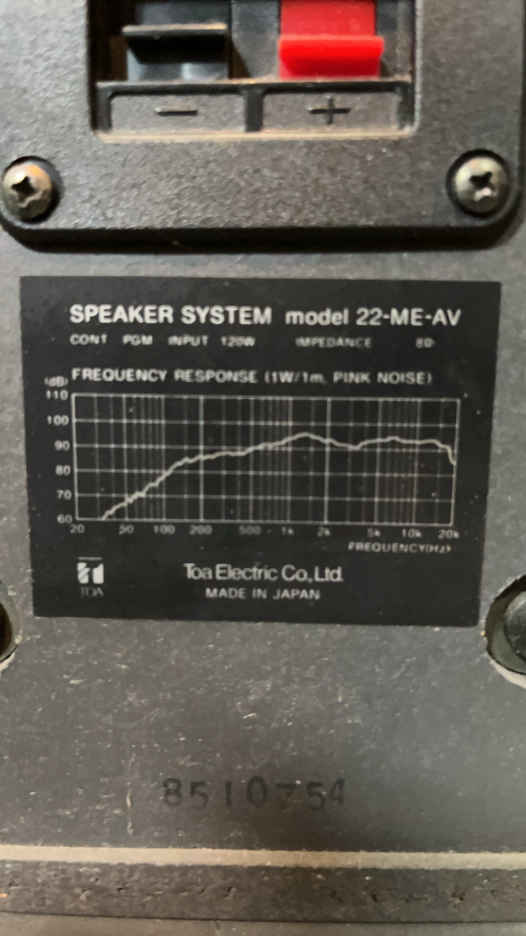 − +
SPEAKER SYSTEM model 22-ME-AV
CONT PGM INPUT 120W IMPEDANCE 8Ω
FREQUENCY RESPONSE (1W/1m, PINK NOISE)
(dB)
110
100
90
80
70
60
20 50 100 200 500 1k 2k 5k 10k 20k
FREQUENCY(Hz)
TOA
Toa Electric Co., Ltd.
MADE IN JAPAN
8510754